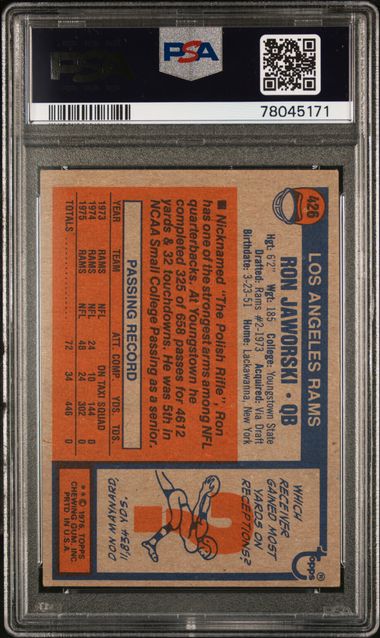 PSA
PSA
78045171
426
LOS ANGELES RAMS
RON JAWORSKI • QB
Hgt: 6'2" Wgt: 185 College: Youngstown State
Drafted: Rams #2-1973 Acquired: Via Draft
Birthdate: 3-23-51 Home: Lackawanna, New York
■ Nicknamed "The Polish Rifle", Ron
has one of the strongest arms among NFL
quarterbacks. At Youngstown he
completed 325 of 658 passes for 4612
yards & 32 touchdowns. He was 5th in
NCAA Small College Passing as a senior.
PASSING RECORD
YEAR TEAM ATT COMP YDS. TDS.
1973 RAMS NFL ON TAXI SQUAD
1974 RAMS NFL 24 10 144 0
1975 RAMS NFL 48 24 302 0
TOTALS 72 34 446 0
Topps ®
WHICH
RECEIVER
GAINED MOST
YARDS ON
RECEPTIONS?
?
DON MAYNARD
11,834 YDS.
* © 1976, TOPPS
CHEWING GUM, INC.
PRTD IN U.S.A.